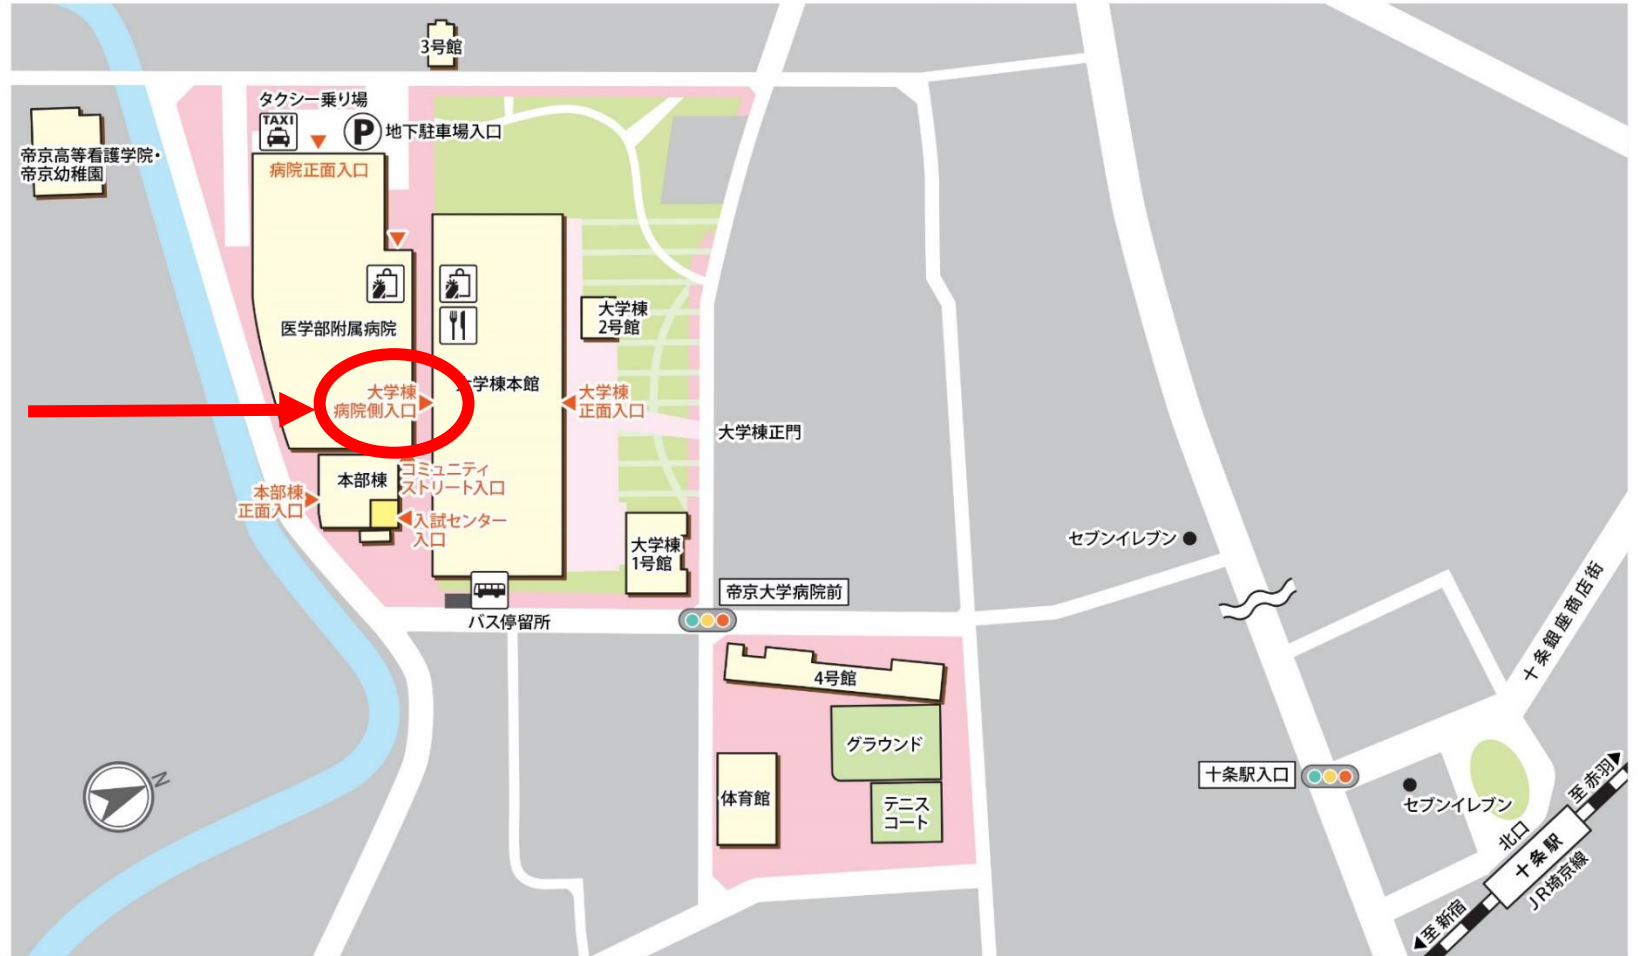 3号館
タクシー乗り場
TAXI
P
地下駐車場入口
病院正面入口
帝京高等看護学院・
帝京幼稚園
医学部附属病院
大学棟
2号館
大学棟
病院側入口
学棟本館
大学棟
正面入口
大学棟正門
コミュニティ
ストリート入口
本部棟
本部棟
正面入口
入試センター
入口
大学棟
1号館
セブンイレブン
帝京大学病院前
バス停留所
十条銀座商店街
4号館
グラウンド
体育館
テニス
コート
十条駅入口
セブンイレブン
至赤羽
北口
十条駅
JR埼京線
至新宿
N